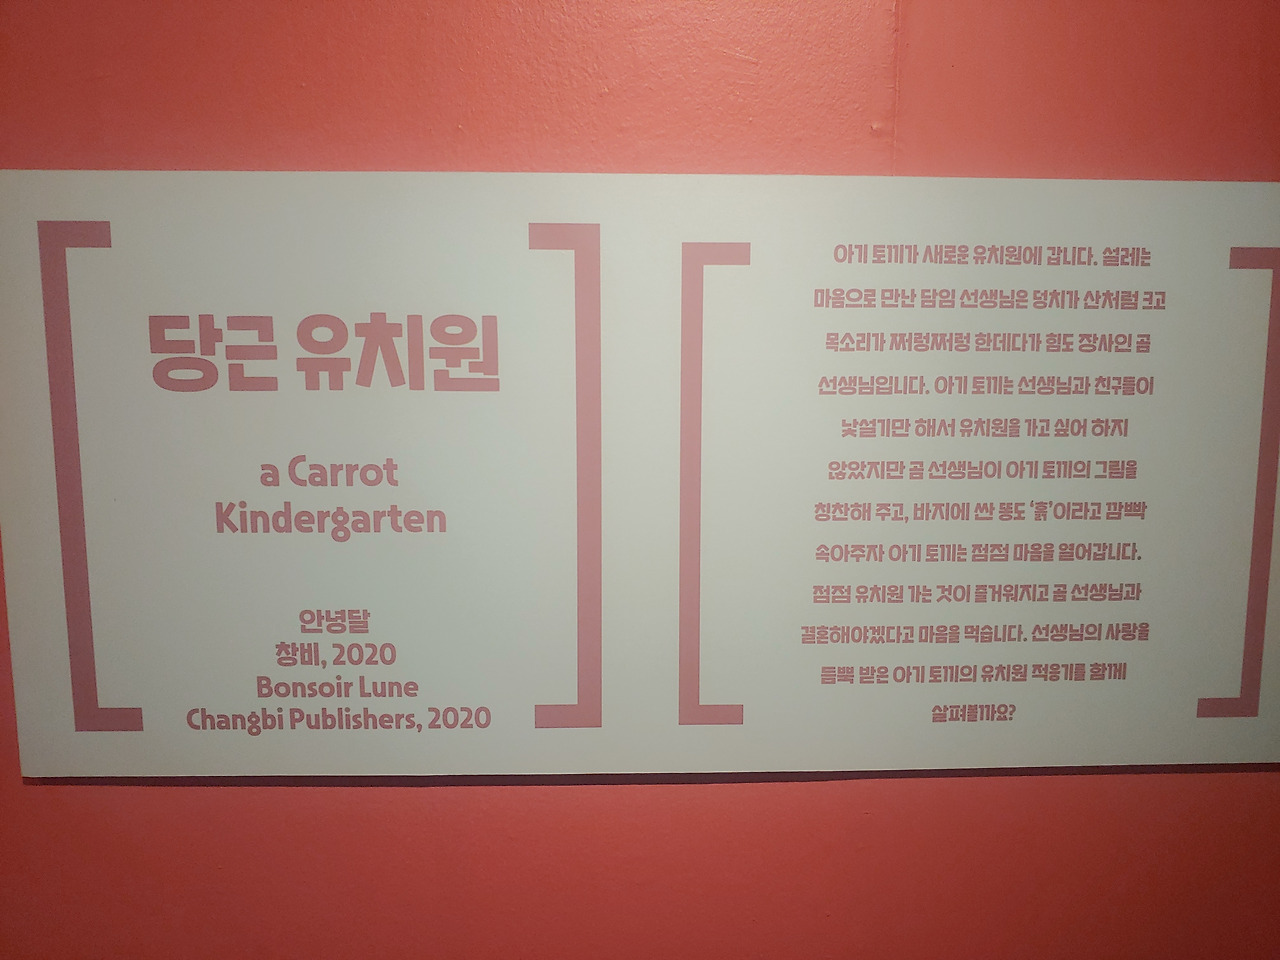 당근 유치원
a Carrot
Kindergarten
안녕달
창비, 2020
Bonsoir Lune
Changbi Publishers, 2020
아기 토끼가 새로운 유치원에 갑니다. 설레는
마음으로 만난 담임 선생님은 덩치가 산처럼 크고
목소리가 쩌렁쩌렁 한데다가 힘도 장사인 곰
선생님입니다. 아기 토끼는 선생님과 친구들이
낯설기만 해서 유치원을 가고 싶어 하지
않았지만 곰 선생님이 아기 토끼의 그림을
칭찬해 주고, 바지에 싼 똥도 ‘흙’이라고 깜빡
속아주자 아기 토끼는 점점 마음을 열어갑니다.
점점 유치원 가는 것이 즐거워지고 곰 선생님과
결혼해야겠다고 마음을 먹습니다. 선생님의 사랑을
듬뿍 받은 아기 토끼의 유치원 적응기를 함께
살펴볼까요?